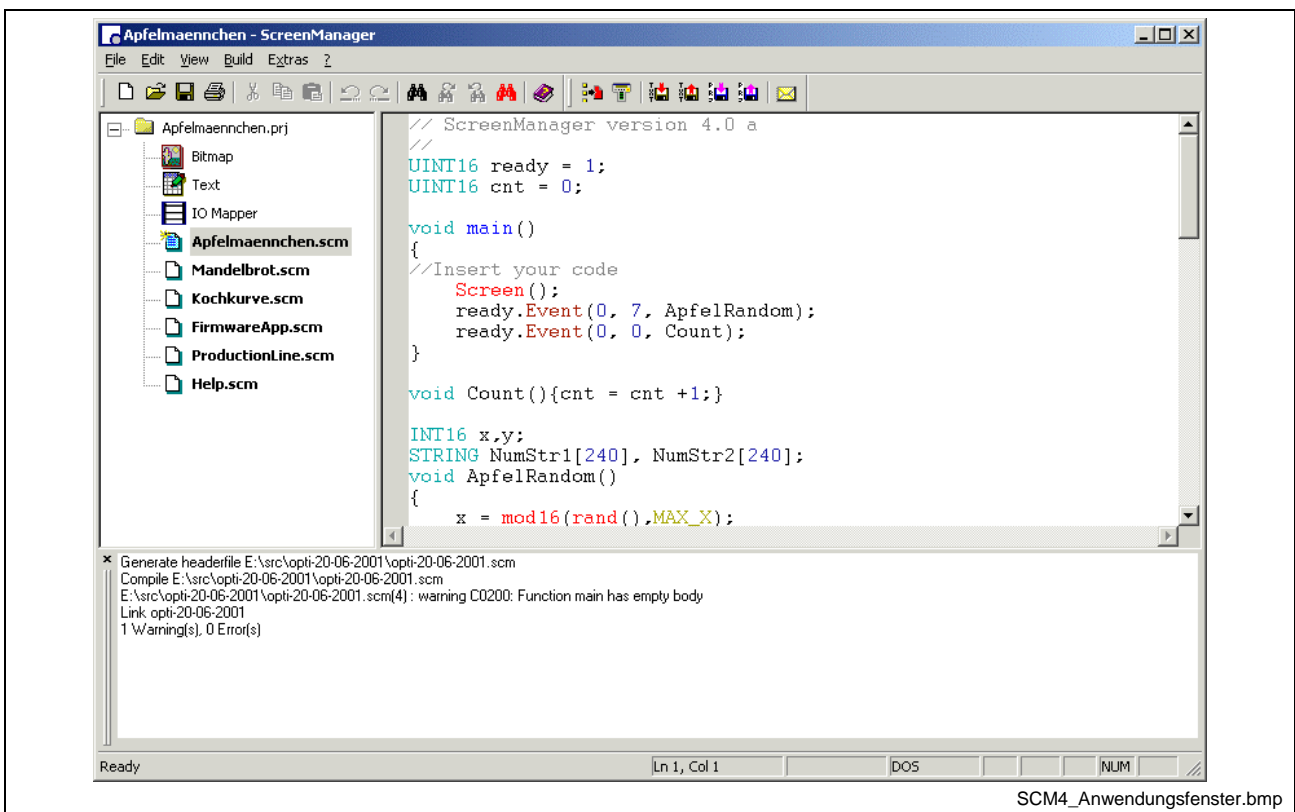 Apfelmaennchen - ScreenManager
File Edit View Build Extras ?
Apfelmaennchen.prj
Bitmap
Text
IO Mapper
Apfelmaennchen.scm
Mandelbrot.scm
Kochkurve.scm
FirmwareApp.scm
ProductionLine.scm
Help.scm
// ScreenManager version 4.0 a
//
UINT16 ready = 1;
UINT16 cnt = 0;
void main()
{
//Insert your code
Screen();
ready.Event(0, 7, ApfelRandom);
ready.Event(0, 0, Count);
}
void Count(){cnt = cnt +1;}
INT16 x,y;
STRING NumStr1[240], NumStr2[240];
void ApfelRandom()
{
x = mod16(rand(),MAX_X);
Generate headerfile E:\src\opti-20-06-2001\opti-20-06-2001.scm
Compile E:\src\opti-20-06-2001\opti-20-06-2001.scm
E:\src\opti-20-06-2001\opti-20-06-2001.scm(4) : warning C0200: Function main has empty body
Link opti-20-06-2001
1 Warning(s), 0 Error(s)
Ready Ln 1, Col 1 DOS NUM
SCM4_Anwendungsfenster.bmp